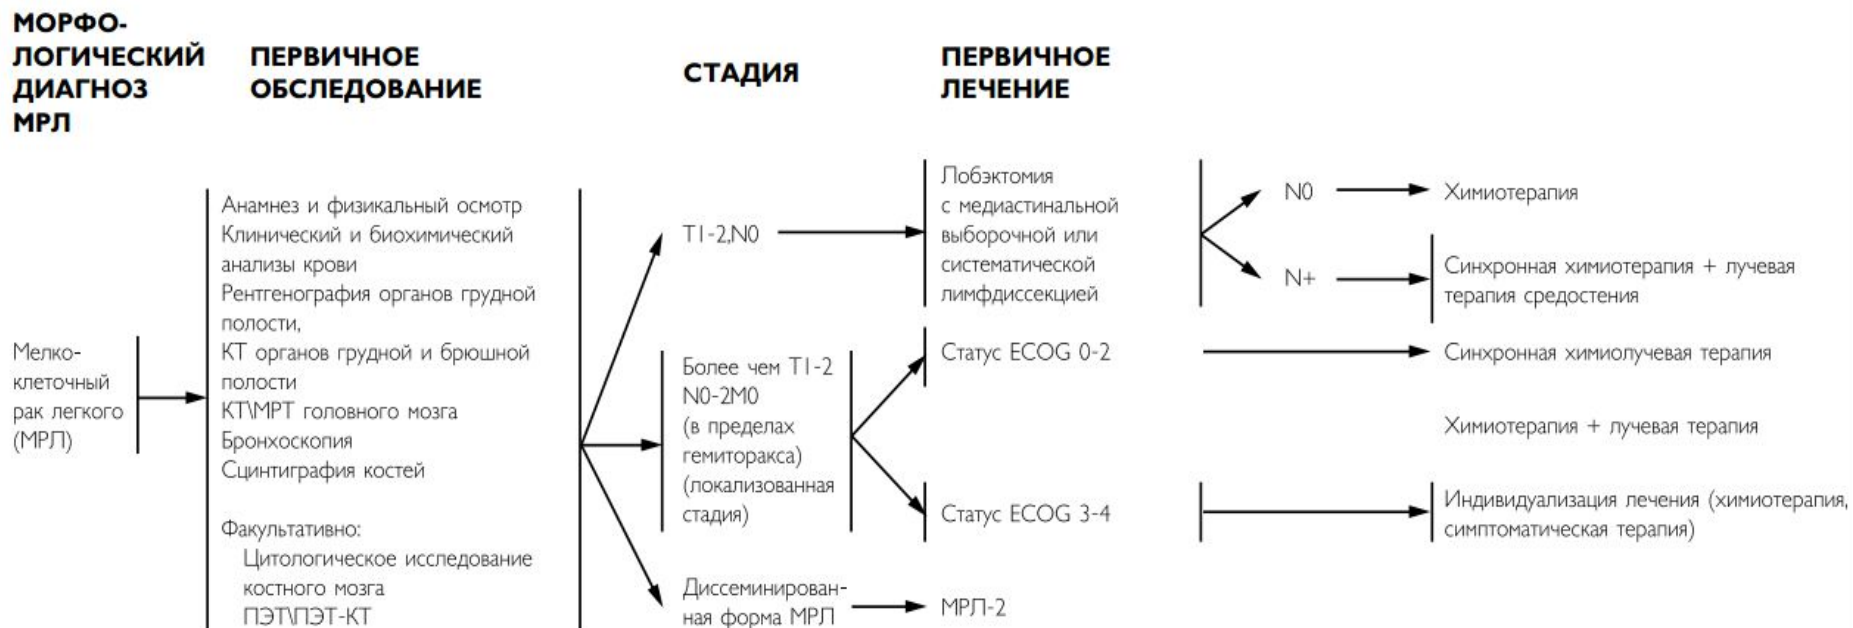 МОРФО-
ЛОГИЧЕСКИЙ
ДИАГНОЗ
МРЛ
ПЕРВИЧНОЕ
ОБСЛЕДОВАНИЕ
СТАДИЯ
ПЕРВИЧНОЕ
ЛЕЧЕНИЕ
Мелко-
клеточный
рак легкого
(МРЛ)
Анамнез и физикальный осмотр
Клинический и биохимический
анализы крови
Рентгенография органов грудной
полости,
КТ органов грудной и брюшной
полости
КТ\МРТ головного мозга
Бронхоскопия
Сцинтиграфия костей
Факультативно:
Цитологическое исследование
костного мозга
ПЭТ\ПЭТ-КТ
T1-2,N0
Более чем T1-2
N0-2M0
(в пределах
гемиторакса)
(локализованная
стадия)
Диссеминирован-
ная форма МРЛ
Лобэктомия
с медиастинальной
выборочной или
систематической
лимфдиссекцией
Статус ECOG 0-2
Статус ECOG 3-4
МРЛ-2
N0
N+
Химиотерапия
Синхронная химиотерапия + лучевая
терапия средостения
Синхронная химиолучевая терапия
Химиотерапия + лучевая терапия
Индивидуализация лечения (химиотерапия,
симптоматическая терапия)